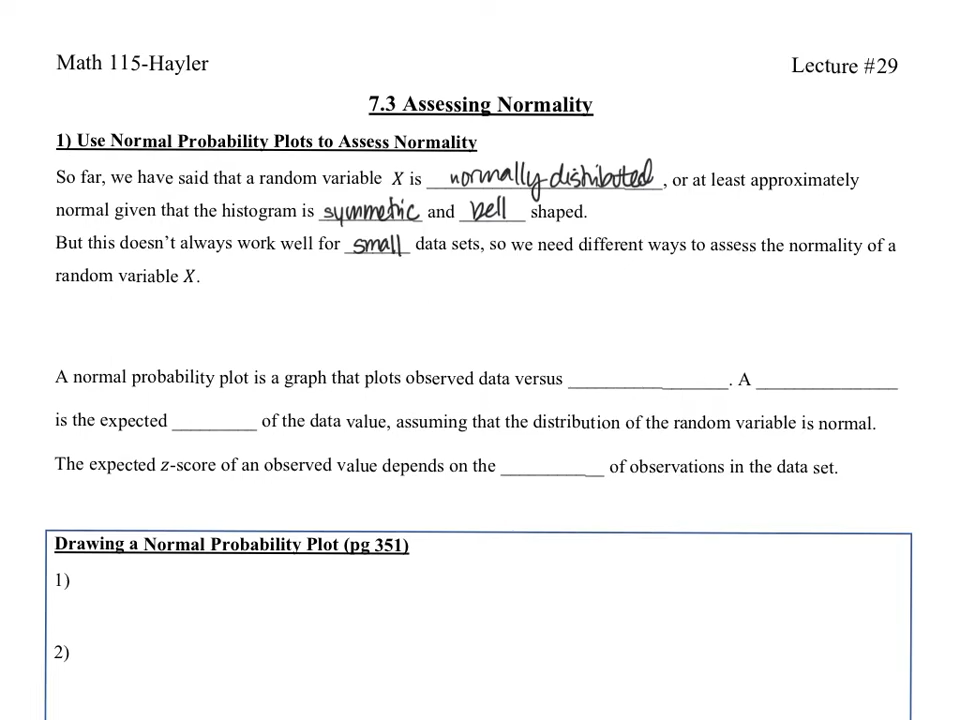 Math 115-Hayler
Lecture #29
7.3 Assessing Normality
1) Use Normal Probability Plots to Assess Normality
So far, we have said that a random variable X is normally distributed, or at least approximately
normal given that the histogram is symmetric and bell shaped.
But this doesn't always work well for small data sets, so we need different ways to assess the normality of a
random variable X.
A normal probability plot is a graph that plots observed data versus _________________. A _______________
is the expected _________ of the data value, assuming that the distribution of the random variable is normal.
The expected z-score of an observed value depends on the ___________ of observations in the data set.
Drawing a Normal Probability Plot (pg 351)
1)
2)